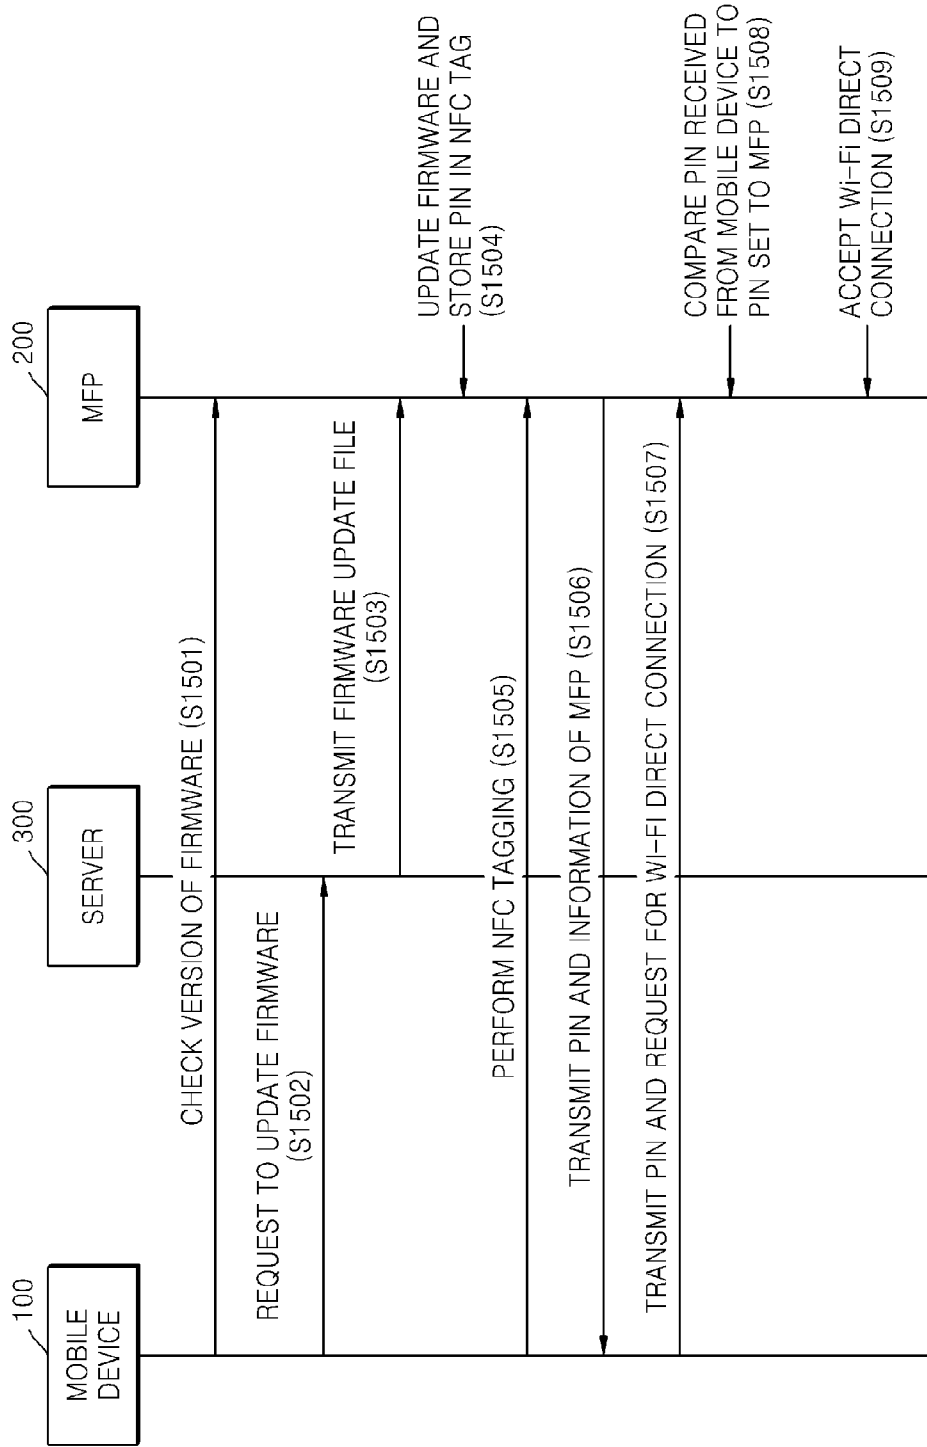 100
MOBILE
DEVICE
300
SERVER
200
MFP
CHECK VERSION OF FIRMWARE (S1501)
REQUEST TO UPDATE FIRMWARE
(S1502)
TRANSMIT FIRMWARE UPDATE FILE
(S1503)
UPDATE FIRMWARE AND
STORE PIN IN NFC TAG
(S1504)
PERFORM NFC TAGGING (S1505)
TRANSMIT PIN AND INFORMATION OF MFP (S1506)
TRANSMIT PIN AND REQUEST FOR WI-FI DIRECT CONNECTION (S1507)
COMPARE PIN RECEIVED
FROM MOBILE DEVICE TO
PIN SET TO MFP (S1508)
ACCEPT Wi-Fi DIRECT
CONNECTION (S1509)